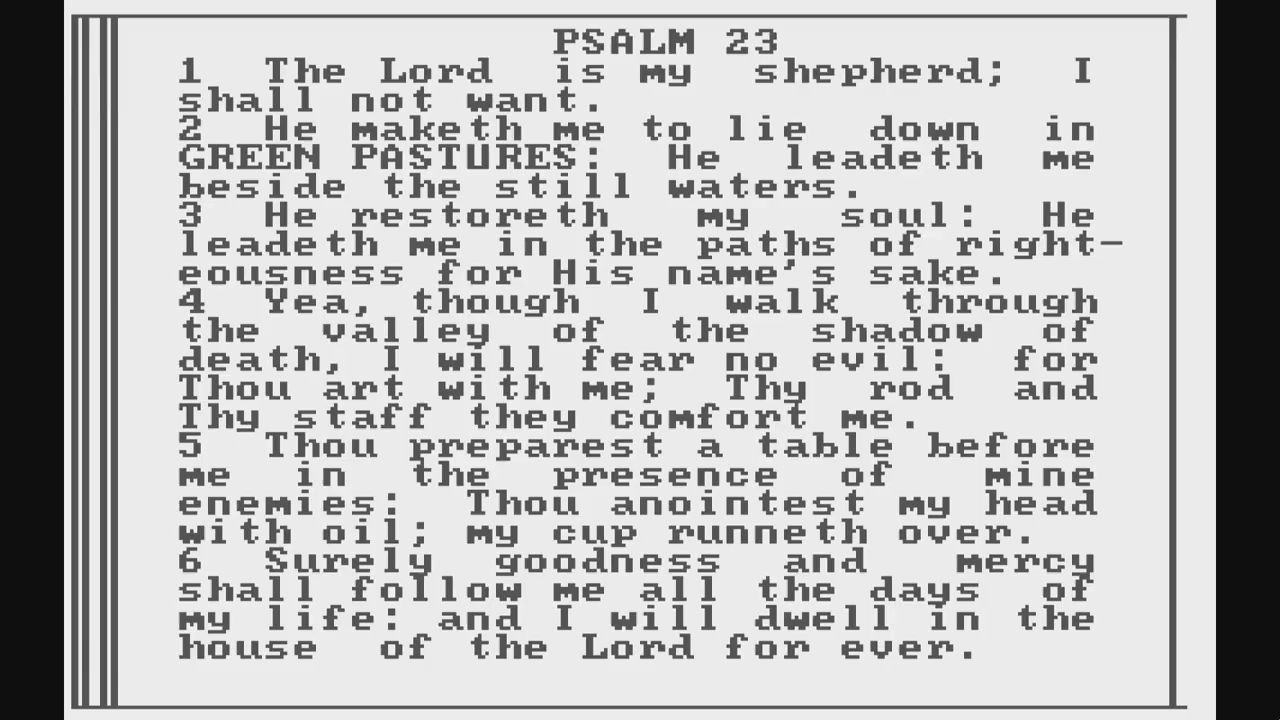 PSALM 23
1 The Lord is my shepherd; I
shall not want.
2 He maketh me to lie down in
GREEN PASTURES: He leadeth me
beside the still waters.
3 He restoreth my soul: He
leadeth me in the paths of right-
eousness for His name's sake.
4 Yea, though I walk through
the valley of the shadow of
death, I will fear no evil: for
Thou art with me; Thy rod and
Thy staff they comfort me.
5 Thou preparest a table before
me in the presence of mine
enemies: Thou anointest my head
with oil; my cup runneth over.
6 Surely goodness and mercy
shall follow me all the days of
my life: and I will dwell in the
house of the Lord for ever.